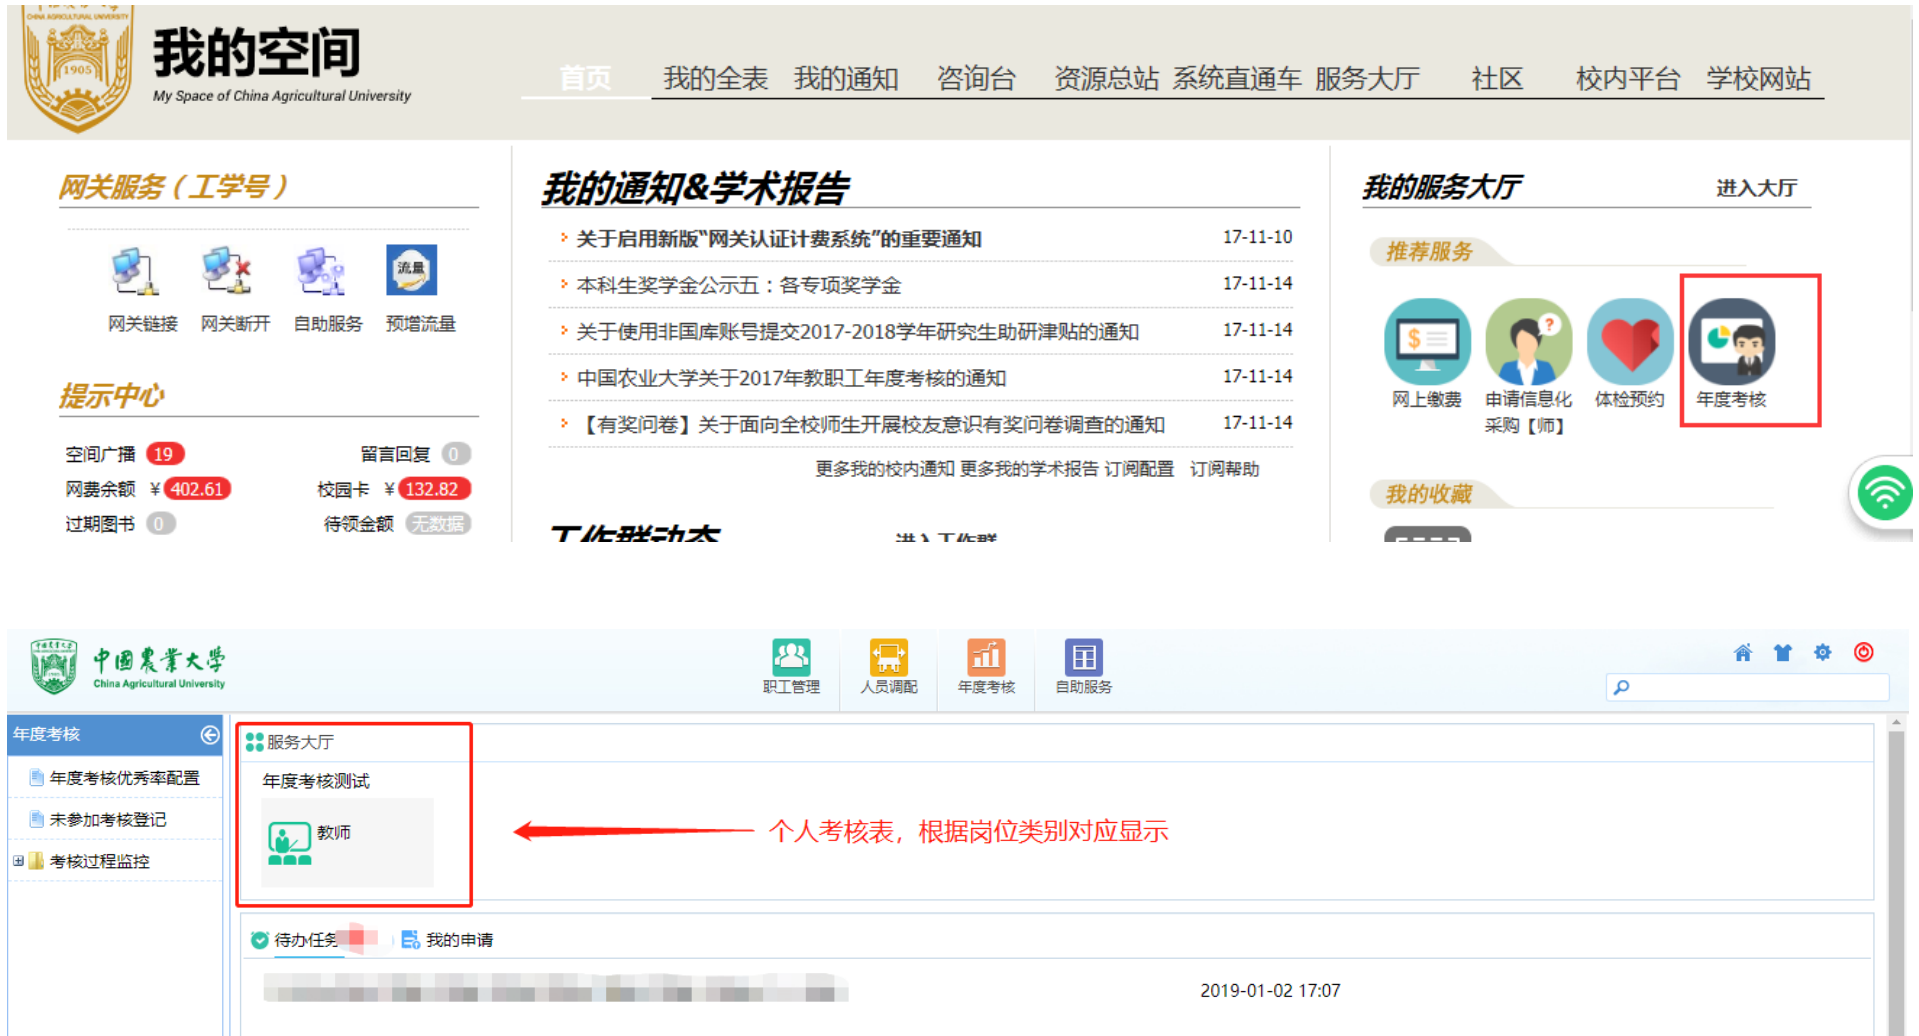 CHINA AGRICULTURAL UNIVERSITY
1905
我的空间
My Space of China Agricultural University
首页 我的全表 我的通知 咨询台 资源总站 系统直通车 服务大厅 社区 校内平台 学校网站
网关服务（工学号）
网关链接 网关断开 自助服务 流量 预增流量
提示中心
空间广播 19 留言回复 0
网费余额 ¥ 402.61 校园卡 ¥ 132.82
过期图书 0 待领金额 无数据
我的通知&学术报告
关于启用新版“网关认证计费系统”的重要通知 17-11-10
本科生奖学金公示五：各专项奖学金 17-11-14
关于使用非国库账号提交2017-2018学年研究生助研津贴的通知 17-11-14
中国农业大学关于2017年教职工年度考核的通知 17-11-14
【有奖问卷】关于面向全校师生开展校友意识有奖问卷调查的通知 17-11-14
更多我的校内通知 更多我的学术报告 订阅配置 订阅帮助
工作群动态 进入工作群
我的服务大厅 进入大厅
推荐服务
网上缴费 申请信息化采购【师】 体检预约 年度考核
我的收藏
中國農業大学
China Agricultural University
职工管理 人员调配 年度考核 自助服务
年度考核
年度考核优秀率配置
未参加考核登记
考核过程监控
服务大厅
年度考核测试
教师
个人考核表，根据岗位类别对应显示
待办任务 我的申请
2019-01-02 17:07